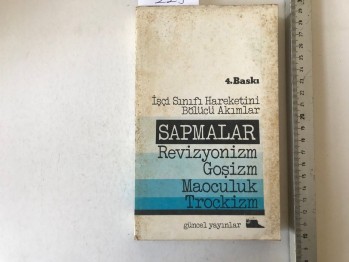 4.Baskı
İşçi Sınıfı Hareketini
Bölücü Akımlar
SAPMALAR
Revizyonizm
Goşizm
Maoculuk
Troçkizm
güncel yayınlar